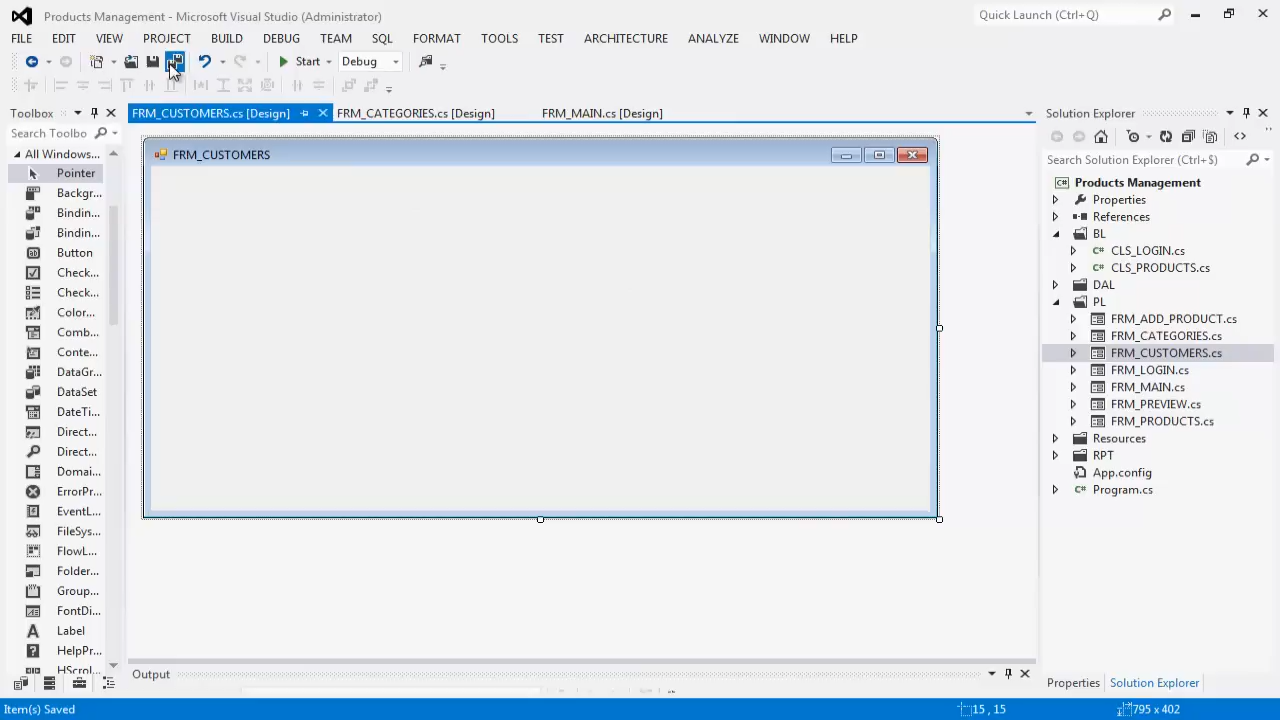 Products Management - Microsoft Visual Studio (Administrator)
Quick Launch (Ctrl+Q)
FILE EDIT VIEW PROJECT BUILD DEBUG TEAM SQL FORMAT TOOLS TEST ARCHITECTURE ANALYZE WINDOW HELP
Start Debug
Toolbox
FRM_CUSTOMERS.cs [Design] FRM_CATEGORIES.cs [Design] FRM_MAIN.cs [Design]
Solution Explorer
Search Toolbo
All Windows...
Pointer
Backgr...
Bindin...
Bindin...
Button
Check...
Check...
Color...
Comb...
Conte...
DataGr...
DataSet
DateTi...
Direct...
Direct...
Domai...
ErrorPr...
EventL...
FileSys...
FlowL...
Folder...
Group...
FontDi...
Label
HelpPr...
HScrol...
FRM_CUSTOMERS
Search Solution Explorer (Ctrl+$)
Products Management
Properties
References
BL
CLS_LOGIN.cs
CLS_PRODUCTS.cs
DAL
PL
FRM_ADD_PRODUCT.cs
FRM_CATEGORIES.cs
FRM_CUSTOMERS.cs
FRM_LOGIN.cs
FRM_MAIN.cs
FRM_PREVIEW.cs
FRM_PRODUCTS.cs
Resources
RPT
App.config
Program.cs
Output
Properties Solution Explorer
Item(s) Saved
15 , 15
795 x 402